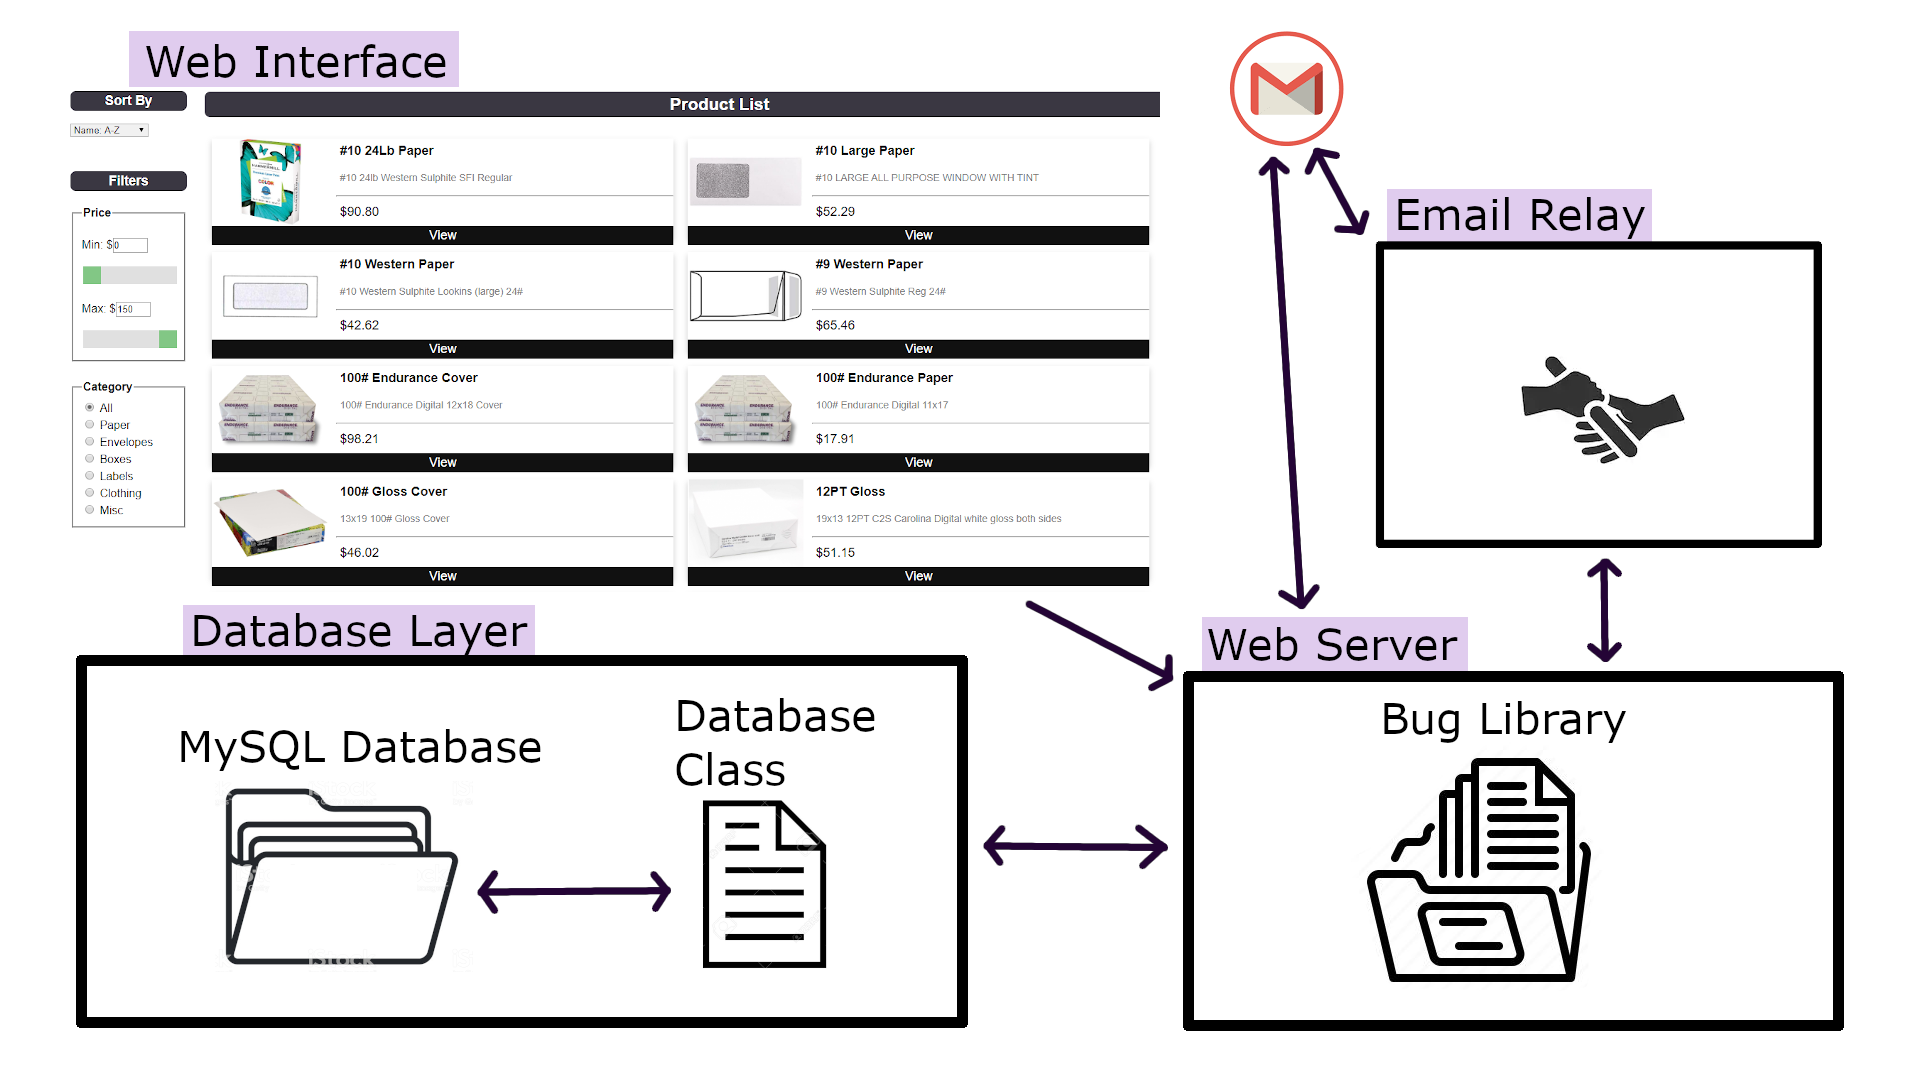 Web Interface
Sort By
Name: A-Z
Filters
Price
Min: $0
Max: $150
Category
All
Paper
Envelopes
Boxes
Labels
Clothing
Misc
Product List
#10 24Lb Paper
#10 24lb Western Sulphite SFI Regular
$90.80
View
#10 Large Paper
#10 LARGE ALL PURPOSE WINDOW WITH TINT
$52.29
View
#10 Western Paper
#10 Western Sulphite Lookins (large) 24#
$42.62
View
#9 Western Paper
#9 Western Sulphite Reg 24#
$65.46
View
100# Endurance Cover
100# Endurance Digital 12x18 Cover
$98.21
View
100# Endurance Paper
100# Endurance Digital 11x17
$17.91
View
100# Gloss Cover
13x19 100# Gloss Cover
$46.02
View
12PT Gloss
19x13 12PT C2S Carolina Digital white gloss both sides
$51.15
View
Email Relay
Database Layer
MySQL Database
Database
Class
iStock
Web Server
Bug Library